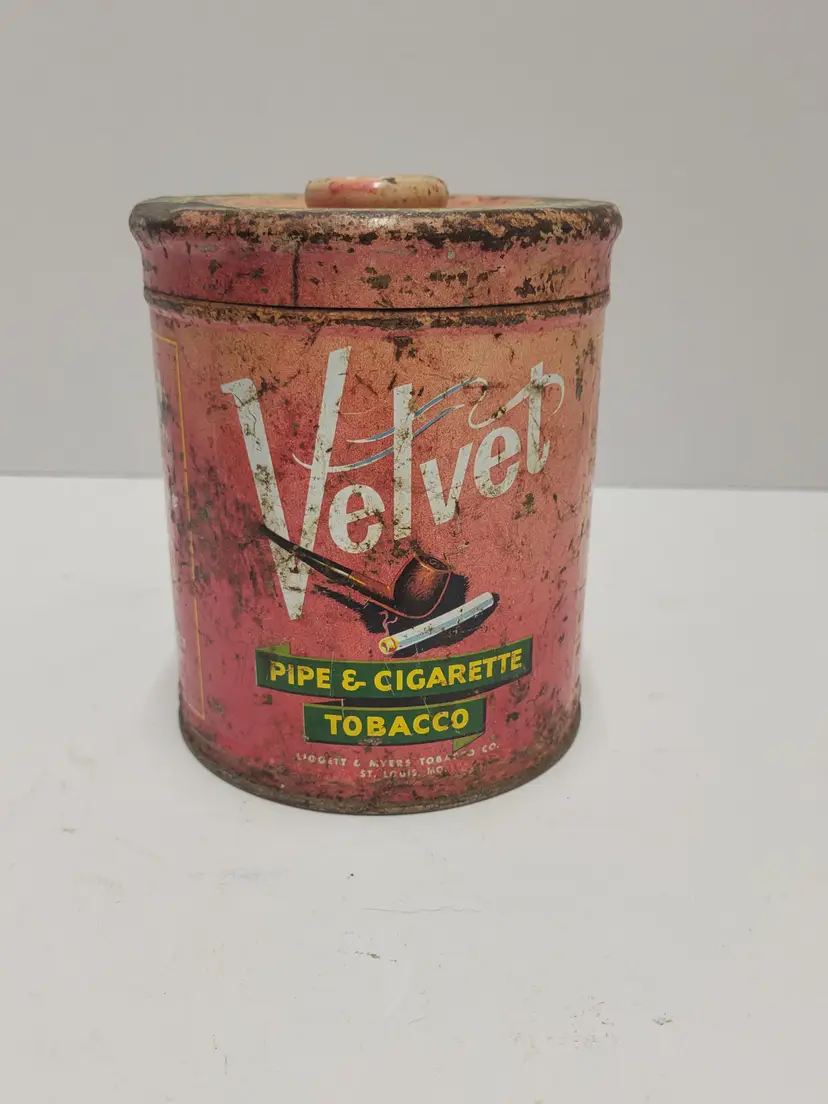 Velvet
PIPE & CIGARETTE
TOBACCO
LIGGETT & MYERS TOBACCO CO.
ST. LOUIS, MO.